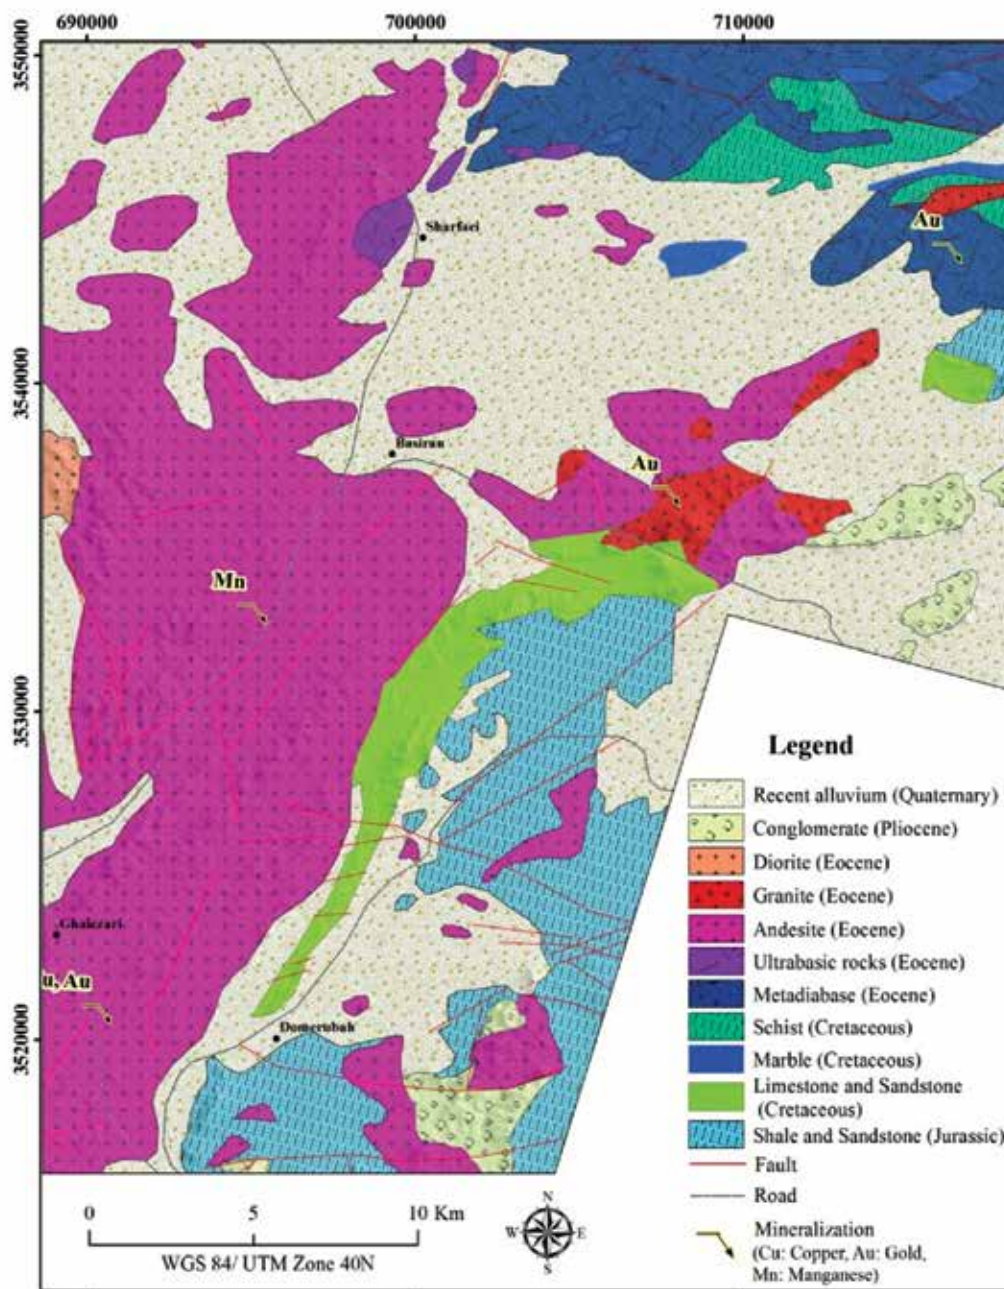 690000 700000 710000
3550000
Sharfaei
Au
3540000
Basiran
Au
Mn
3530000
Legend
Recent alluvium (Quaternary)
Conglomerate (Pliocene)
Diorite (Eocene)
Granite (Eocene)
Andesite (Eocene)
Ultrabasic rocks (Eocene)
Metadiabase (Eocene)
Schist (Cretaceous)
Marble (Cretaceous)
Limestone and Sandstone
(Cretaceous)
Shale and Sandstone (Jurassic)
Fault
Road
Mineralization
(Cu: Copper, Au: Gold,
Mn: Manganese)
u, Au
3520000
0 5 10 Km
WGS 84/ UTM Zone 40N
N
W E
S